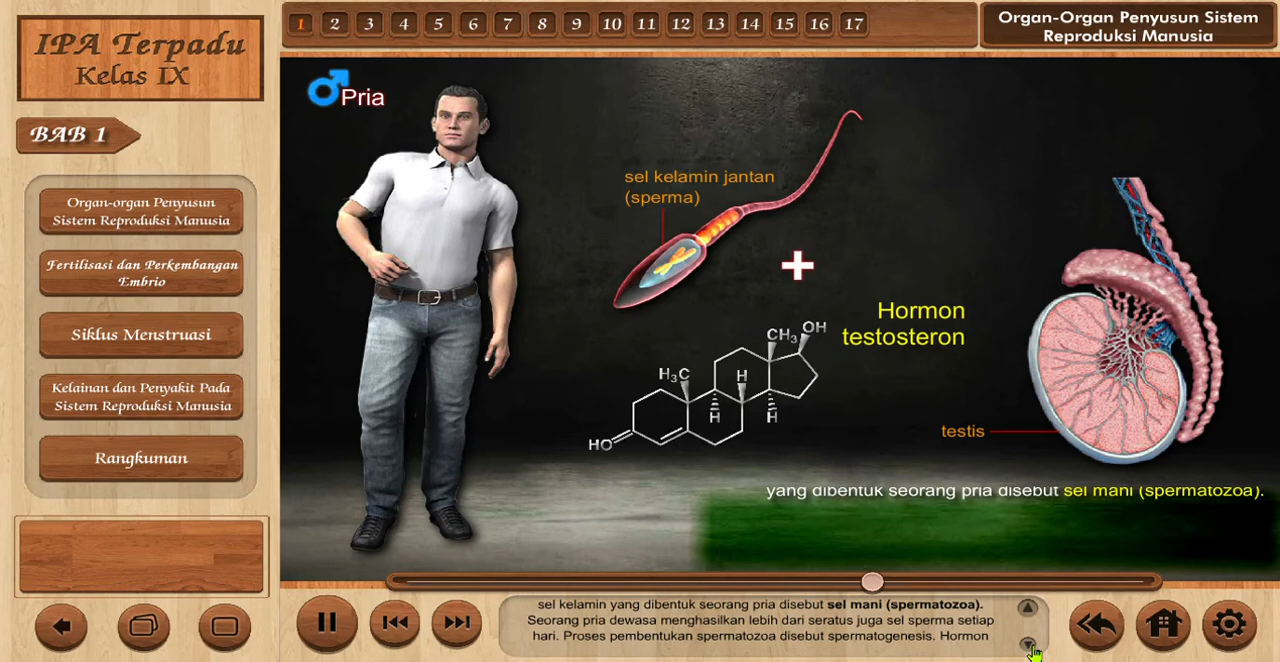 IPA Terpadu
Kelas IX
1 2 3 4 5 6 7 8 9 10 11 12 13 14 15 16 17
Organ-Organ Penyusun Sistem
Reproduksi Manusia
BAB 1
Organ-organ Penyusun
Sistem Reproduksi Manusia
Fertilisasi dan Perkembangan
Embrio
Siklus Menstruasi
Kelainan dan Penyakit Pada
Sistem Reproduksi Manusia
Rangkuman
Pria
sel kelamin jantan
(sperma)
Hormon
testosteron
CH₃
OH
H₃C
H
H
H
HO
testis
yang dibentuk seorang pria disebut sel mani (spermatozoa).
sel kelamin yang dibentuk seorang pria disebut sel mani (spermatozoa).
Seorang pria dewasa menghasilkan lebih dari seratus juta sel sperma setiap
hari. Proses pembentukan spermatozoa disebut spermatogenesis. Hormon